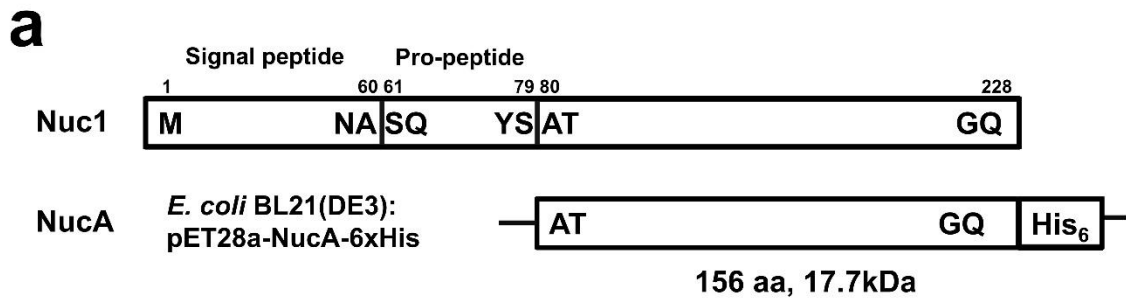 a
Signal peptide Pro-peptide
1 60 61 79 80 228
Nuc1 M NA SQ YS AT GQ
E. coli BL21(DE3):
NucA AT GQ His₆
pET28a-NucA-6xHis
156 aa, 17.7kDa